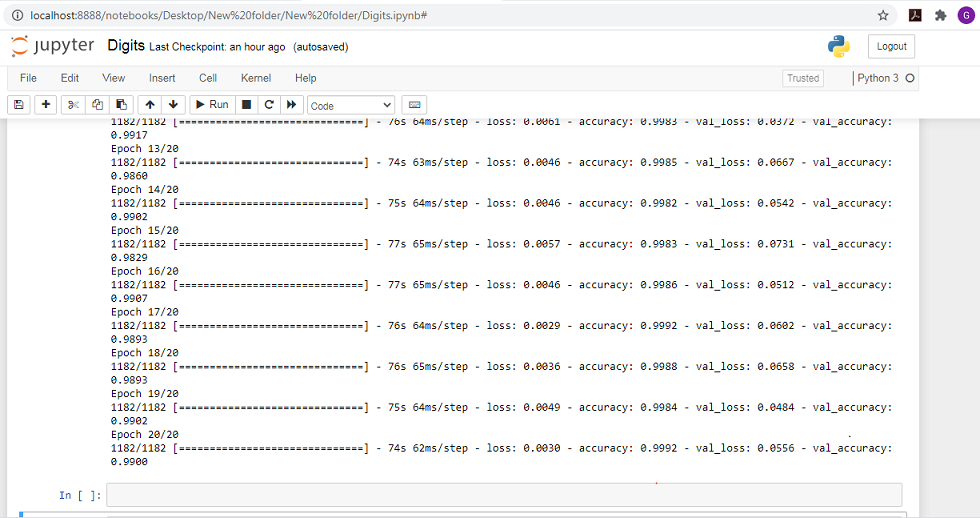 localhost:8888/notebooks/Desktop/New%20folder/New%20folder/Digits.ipynb#
G
jupyter Digits Last Checkpoint: an hour ago (autosaved)
Logout
File Edit View Insert Cell Kernel Help
Trusted
Python 3
Run
Code
1182/1182 [==============================] - 76s 64ms/step - loss: 0.0061 - accuracy: 0.9983 - val_loss: 0.0372 - val_accuracy:
0.9917
Epoch 13/20
1182/1182 [==============================] - 74s 63ms/step - loss: 0.0046 - accuracy: 0.9985 - val_loss: 0.0667 - val_accuracy:
0.9860
Epoch 14/20
1182/1182 [==============================] - 75s 64ms/step - loss: 0.0046 - accuracy: 0.9982 - val_loss: 0.0542 - val_accuracy:
0.9902
Epoch 15/20
1182/1182 [==============================] - 77s 65ms/step - loss: 0.0057 - accuracy: 0.9983 - val_loss: 0.0731 - val_accuracy:
0.9829
Epoch 16/20
1182/1182 [==============================] - 77s 65ms/step - loss: 0.0046 - accuracy: 0.9986 - val_loss: 0.0512 - val_accuracy:
0.9907
Epoch 17/20
1182/1182 [==============================] - 76s 64ms/step - loss: 0.0029 - accuracy: 0.9992 - val_loss: 0.0602 - val_accuracy:
0.9893
Epoch 18/20
1182/1182 [==============================] - 76s 65ms/step - loss: 0.0036 - accuracy: 0.9988 - val_loss: 0.0658 - val_accuracy:
0.9893
Epoch 19/20
1182/1182 [==============================] - 75s 64ms/step - loss: 0.0049 - accuracy: 0.9984 - val_loss: 0.0484 - val_accuracy:
0.9902
Epoch 20/20
1182/1182 [==============================] - 74s 62ms/step - loss: 0.0030 - accuracy: 0.9992 - val_loss: 0.0556 - val_accuracy:
0.9900
In [ ]: